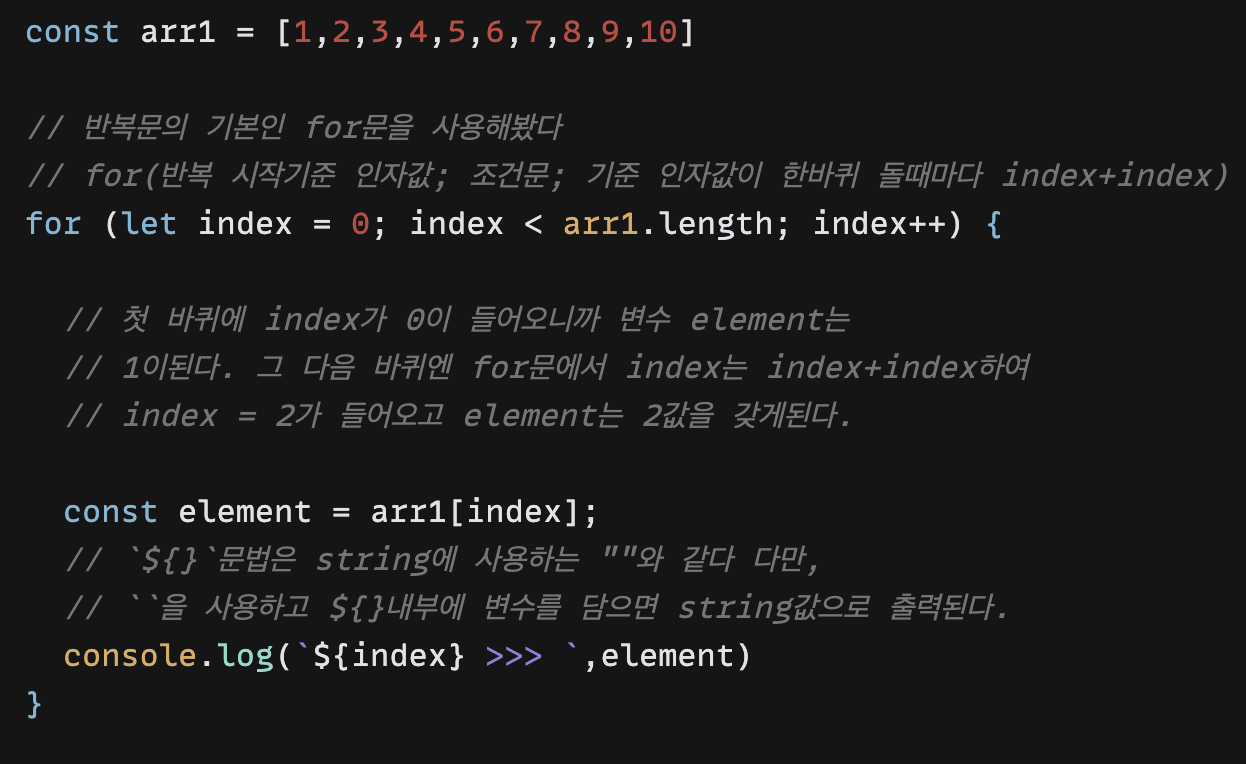 const arr1 = [1,2,3,4,5,6,7,8,9,10]
// 반복문의 기본인 for문을 사용해봤다
// for(반복 시작기준 인자값; 조건문; 기준 인자값이 한바퀴 돌때마다 index+index)
for (let index = 0; index < arr1.length; index++) {
// 첫 바퀴에 index가 0이 들어오니까 변수 element는
// 1이된다. 그 다음 바퀴엔 for문에서 index는 index+index하여
// index = 2가 들어오고 element는 2값을 갖게된다.
const element = arr1[index];
// `${}`문법은 string에 사용하는 ""와 같다 다만,
// ``을 사용하고 ${}내부에 변수를 담으면 string값으로 출력된다.
console.log(`${index} >>> `,element)
}